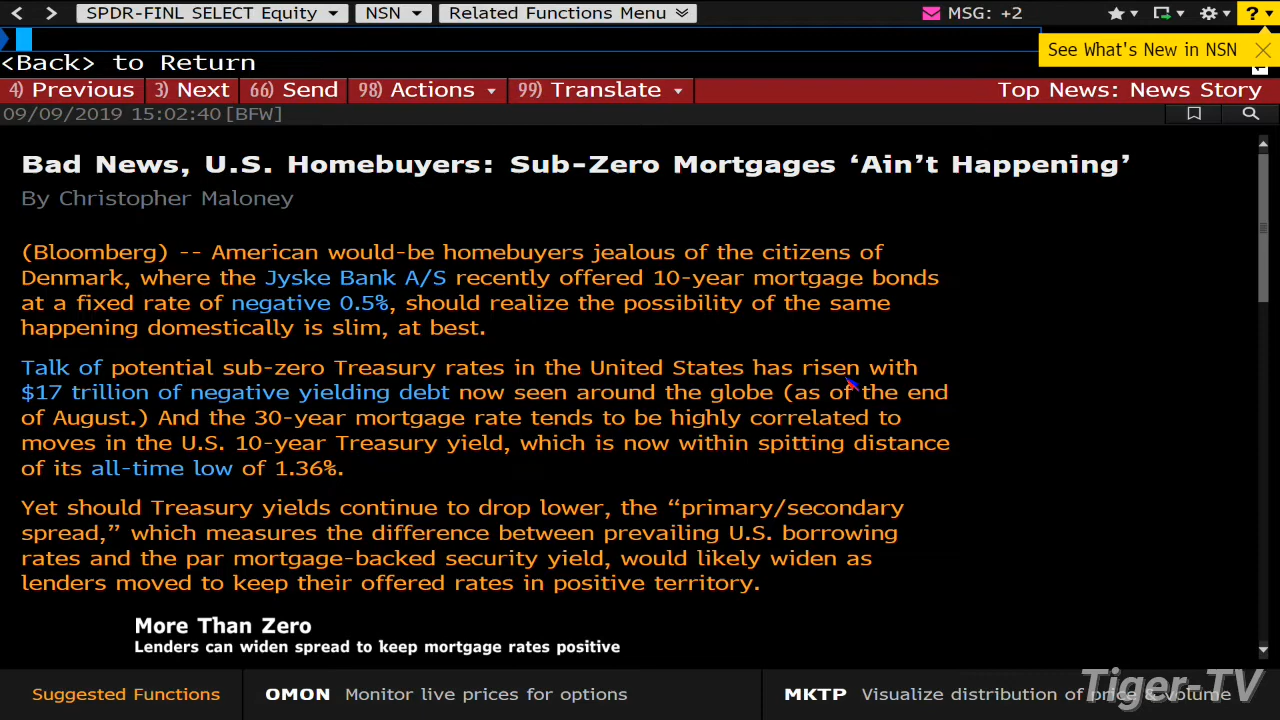 SPDR-FINL SELECT Equity NSN Related Functions Menu MSG: +2 ?
See What's New in NSN
<Back> to Return
4) Previous 3) Next 66) Send 98) Actions 99) Translate Top News: News Story
09/09/2019 15:02:40 [BFW]
Bad News, U.S. Homebuyers: Sub-Zero Mortgages ‘Ain’t Happening’
By Christopher Maloney
(Bloomberg) -- American would-be homebuyers jealous of the citizens of
Denmark, where the Jyske Bank A/S recently offered 10-year mortgage bonds
at a fixed rate of negative 0.5%, should realize the possibility of the same
happening domestically is slim, at best.
Talk of potential sub-zero Treasury rates in the United States has risen with
$17 trillion of negative yielding debt now seen around the globe (as of the end
of August.) And the 30-year mortgage rate tends to be highly correlated to
moves in the U.S. 10-year Treasury yield, which is now within spitting distance
of its all-time low of 1.36%.
Yet should Treasury yields continue to drop lower, the “primary/secondary
spread,” which measures the difference between prevailing U.S. borrowing
rates and the par mortgage-backed security yield, would likely widen as
lenders moved to keep their offered rates in positive territory.
More Than Zero
Lenders can widen spread to keep mortgage rates positive
Suggested Functions OMON Monitor live prices for options MKTP Visualize distribution of price & volume
Tiger-TV